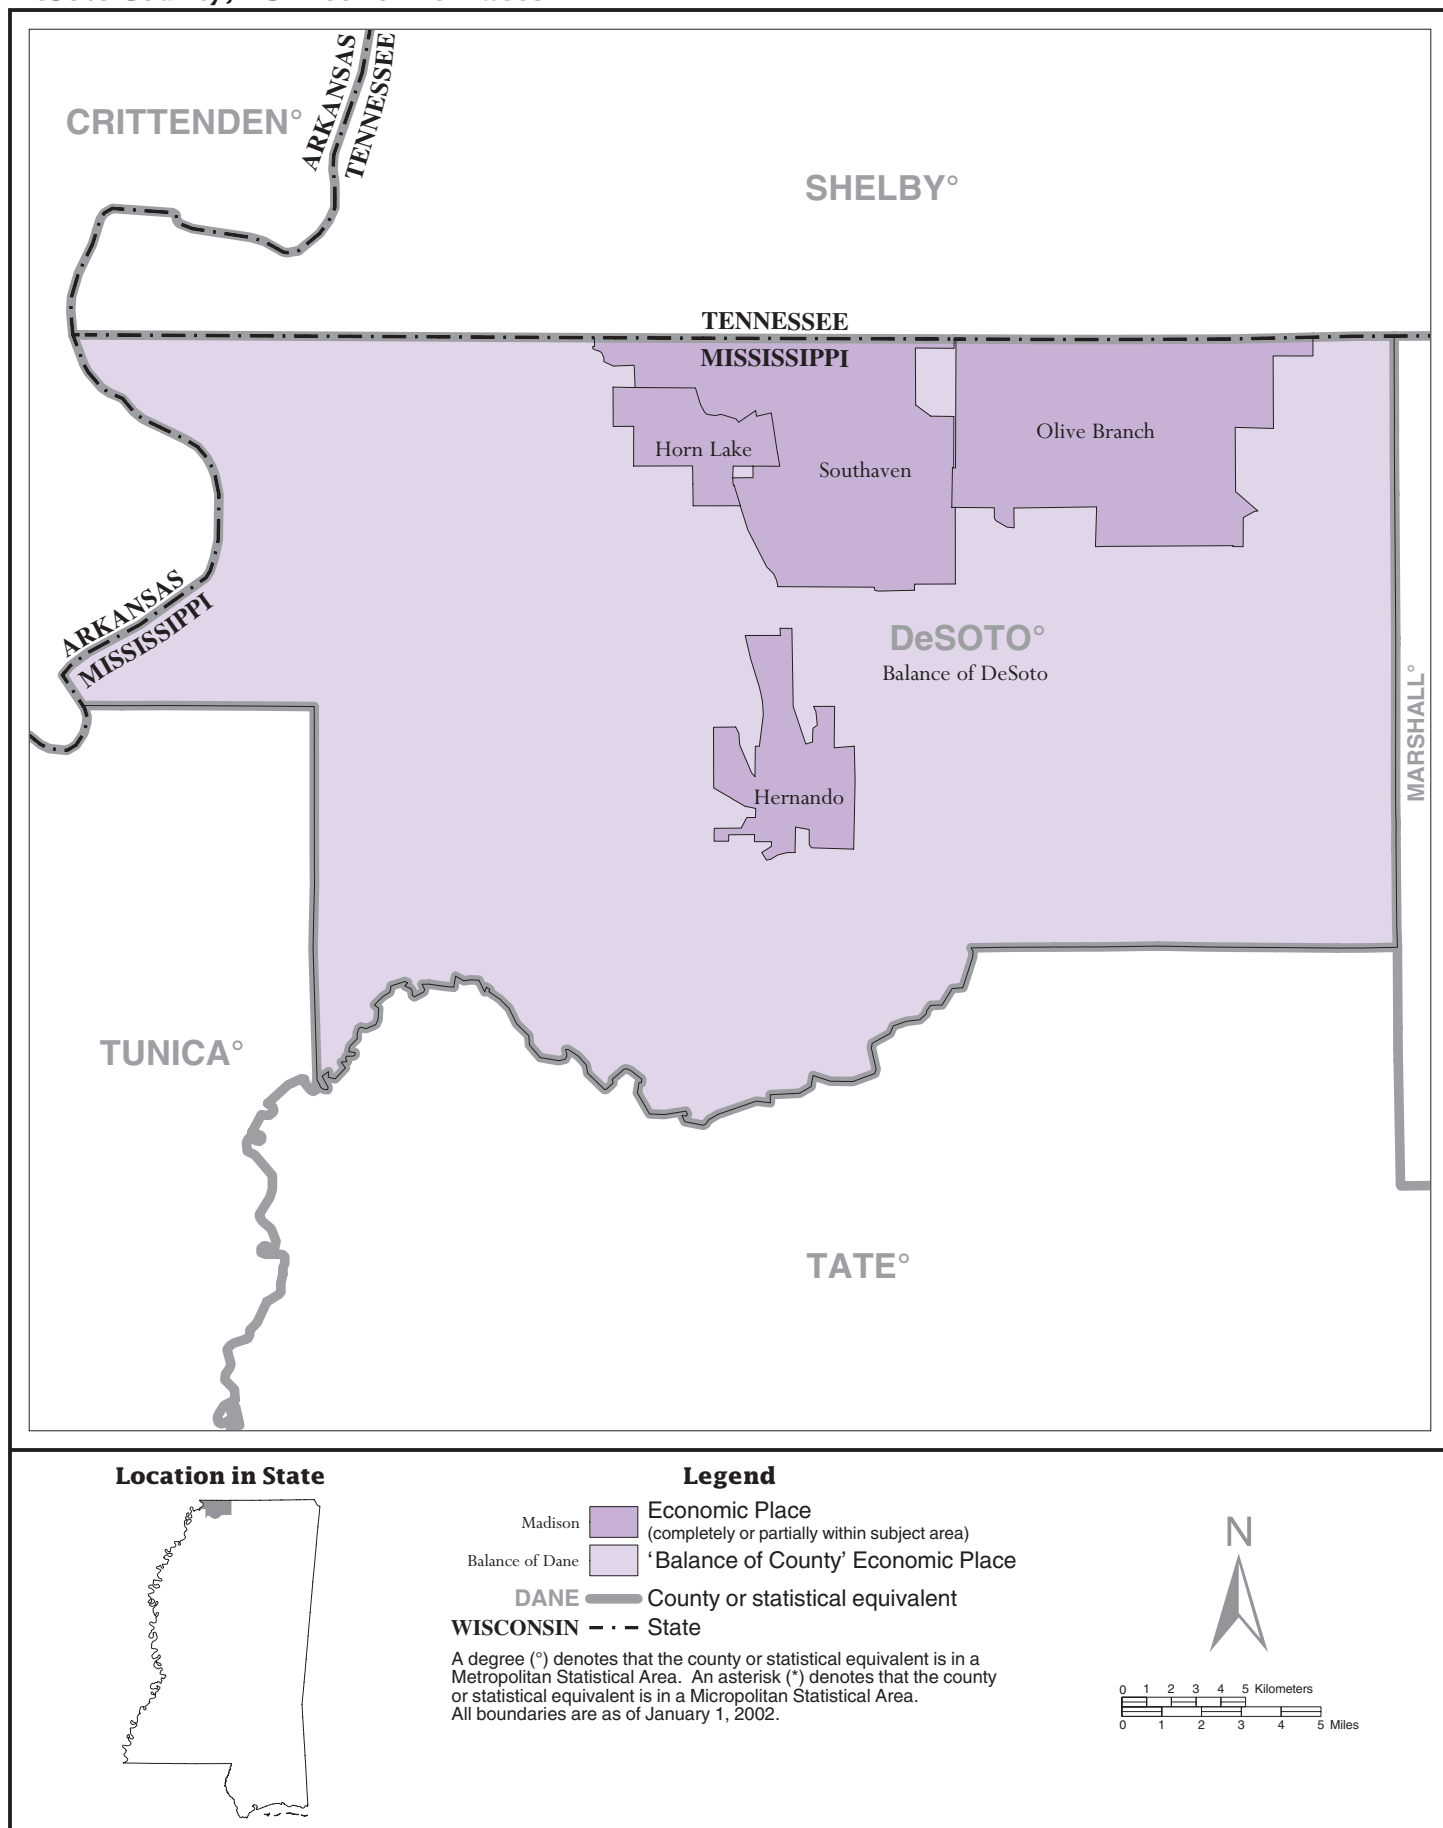 CRITTENDEN°
ARKANSAS
TENNESSEE
SHELBY°
TENNESSEE
MISSISSIPPI
Olive Branch
Horn Lake
Southaven
ARKANSAS
MISSISSIPPI
DeSOTO°
Balance of DeSoto
MARSHALL°
Hernando
TUNICA°
TATE°
Location in State
Legend
Madison
Economic Place
(completely or partially within subject area)
Balance of Dane
‘Balance of County’ Economic Place
DANE
County or statistical equivalent
WISCONSIN
State
A degree (°) denotes that the county or statistical equivalent is in a
Metropolitan Statistical Area.  An asterisk (*) denotes that the county
or statistical equivalent is in a Micropolitan Statistical Area.
All boundaries are as of January 1, 2002.
N
0 1 2 3 4 5 Kilometers
0 1 2 3 4 5 Miles